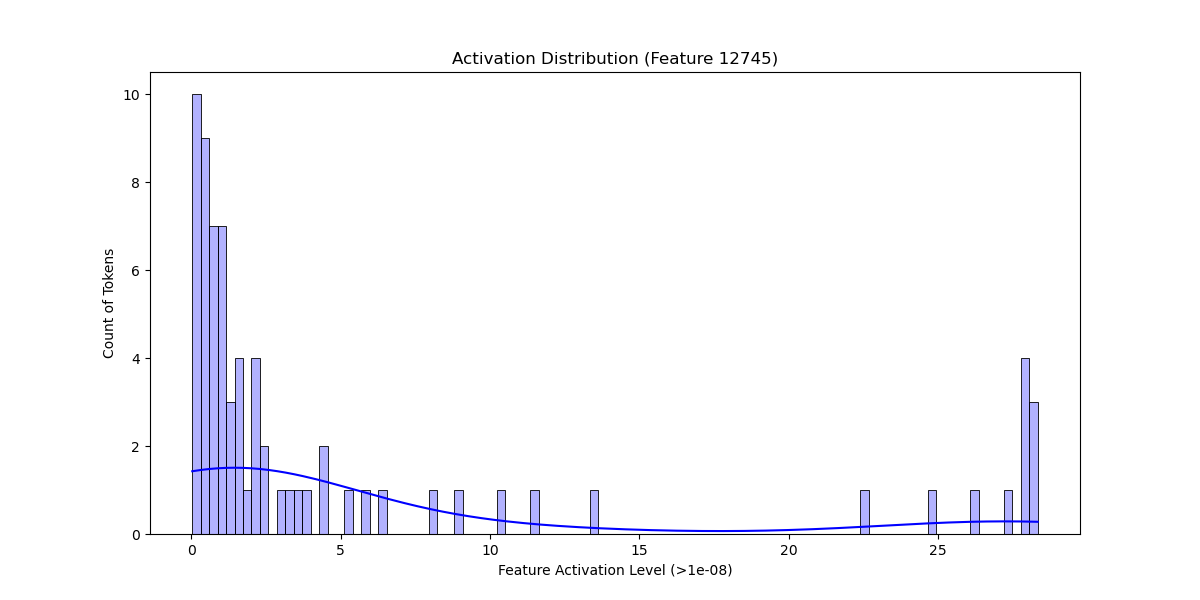 Activation Distribution (Feature 12745)
Count of Tokens
10
8
6
4
2
0
0 5 10 15 20 25
Feature Activation Level (>1e-08)